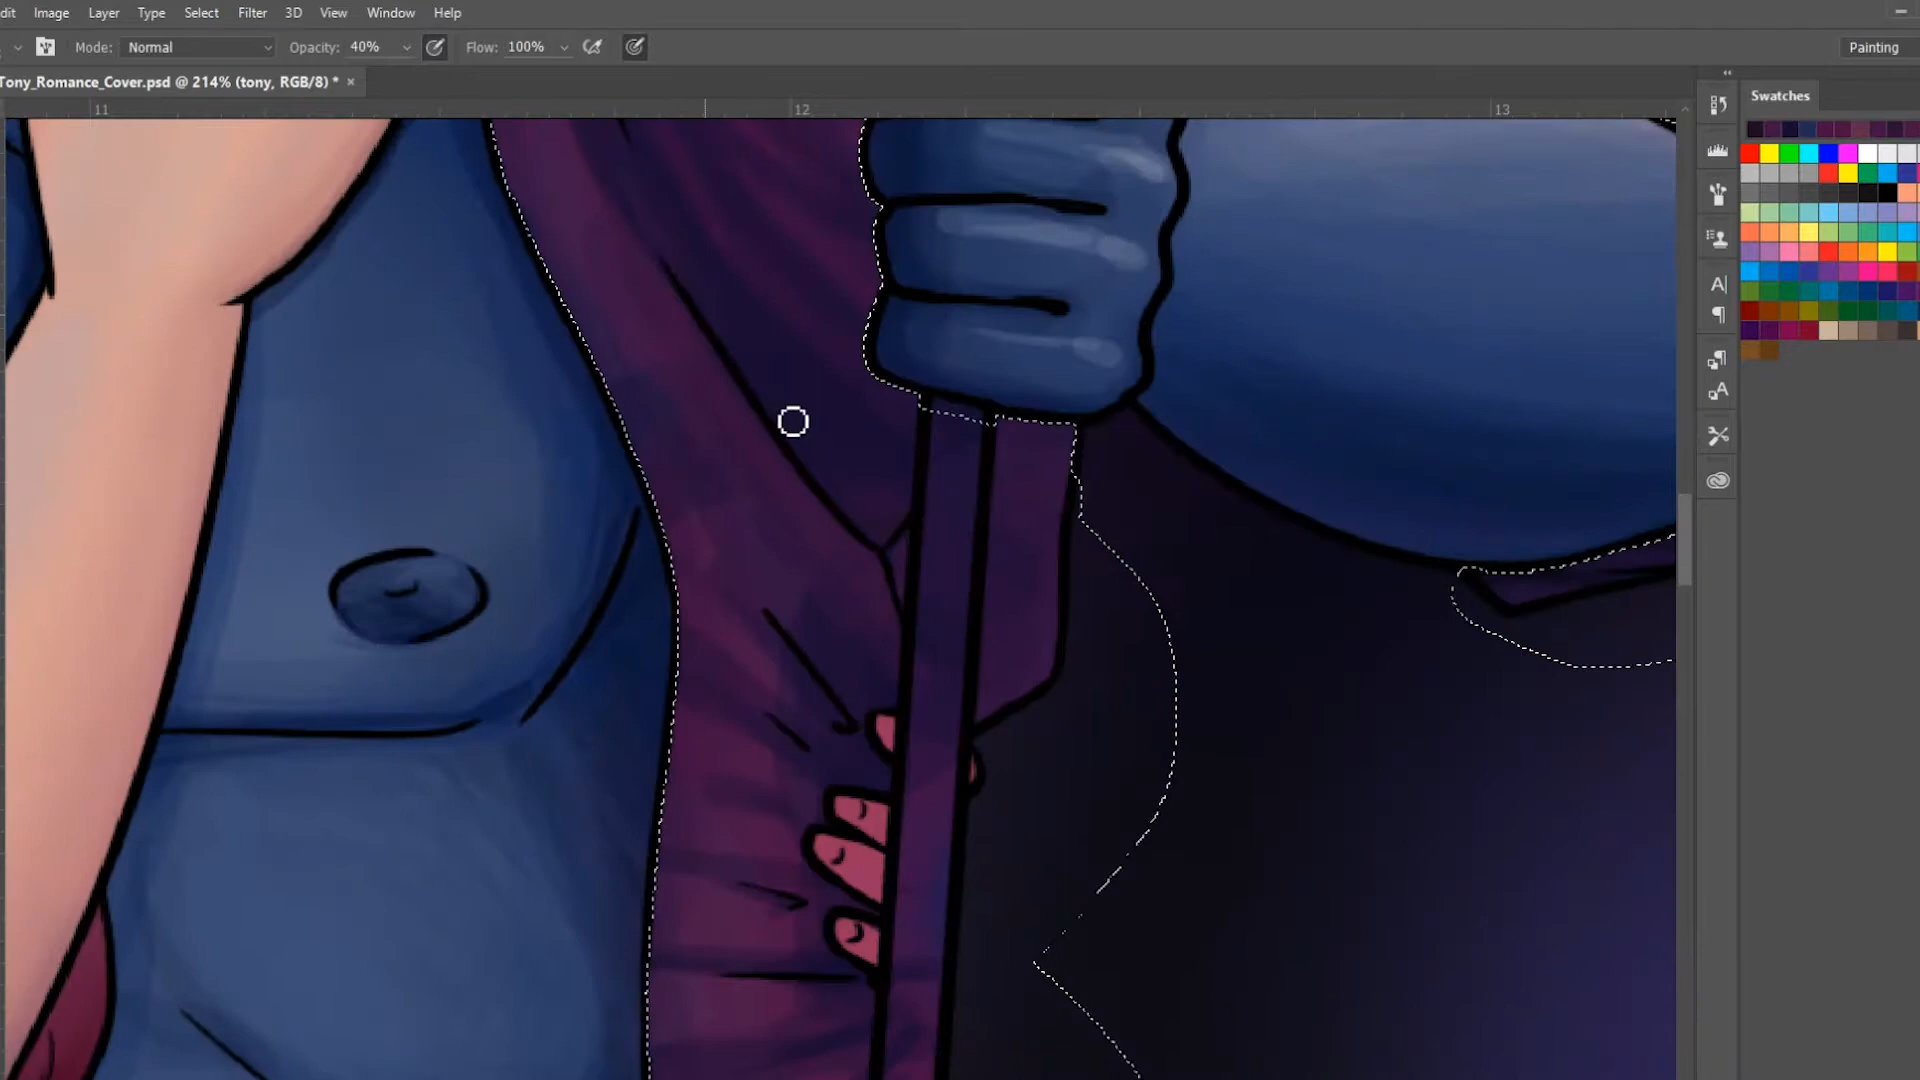 dit Image Layer Type Select Filter 3D View Window Help
Mode: Normal Opacity: 40% Flow: 100% Painting
Tony_Romance_Cover.psd @ 214% (tony, RGB/8) * ×
Swatches
11 12 13